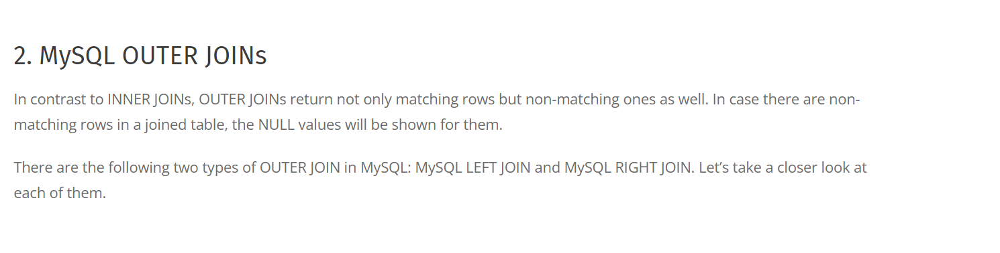 2. MySQL OUTER JOINs
In contrast to INNER JOINs, OUTER JOINs return not only matching rows but non-matching ones as well. In case there are non-
matching rows in a joined table, the NULL values will be shown for them.
There are the following two types of OUTER JOIN in MySQL: MySQL LEFT JOIN and MySQL RIGHT JOIN. Let’s take a closer look at
each of them.